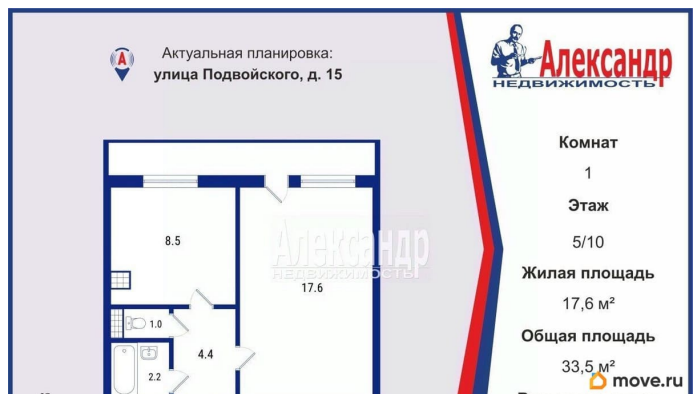 Актуальная планировка:
улица Подвойского, д. 15
Александр
НЕДВИЖИМОСТЬ
Комнат
1
Этаж
5/10
Жилая площадь
17,6 м²
Общая площадь
33,5 м²
8.5
Александр
НЕДВИЖИМОСТЬ
17.6
1.0
4.4
2.2
move.ru